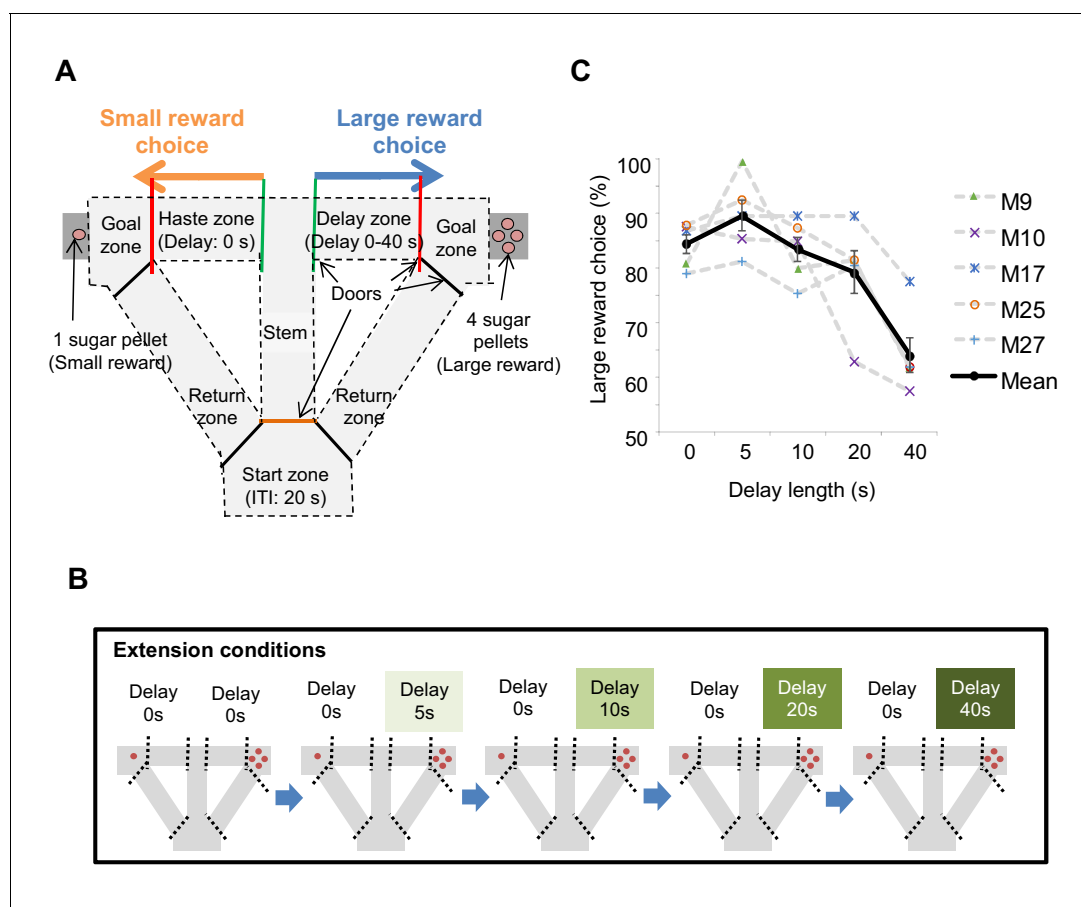 A
Small reward
choice
Large reward
choice
Goal
zone
Haste zone
(Delay: 0 s)
Delay zone
(Delay 0-40 s)
Goal
zone
Doors
Stem
1 sugar pellet
(Small reward)
4 sugar
pellets
(Large reward)
Return
zone
Return
zone
Start zone
(ITI: 20 s)
C
Large reward choice (%)
100
90
80
70
60
50
0 5 10 20 40
Delay length (s)
M9
M10
M17
M25
M27
Mean
B
Extension conditions
Delay
0s
Delay
0s
Delay
0s
Delay
5s
Delay
0s
Delay
10s
Delay
0s
Delay
20s
Delay
0s
Delay
40s